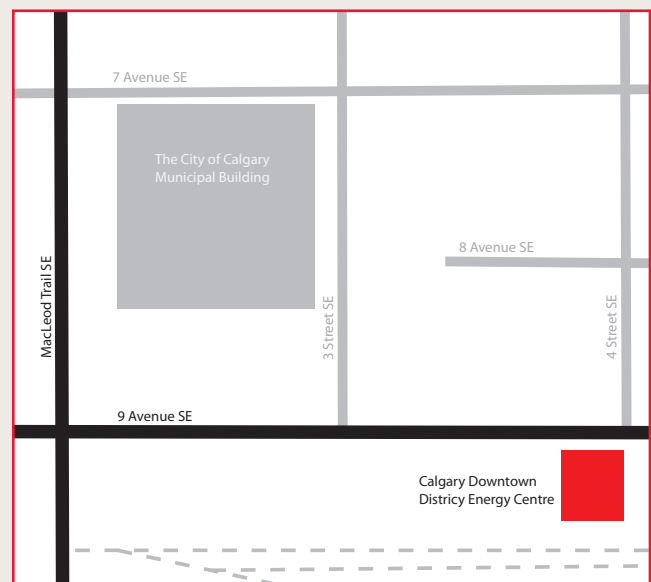 7 Avenue SE
The City of Calgary
Municipal Building
8 Avenue SE
MacLeod Trail SE
3 Street SE
4 Street SE
9 Avenue SE
Calgary Downtown
Districy Energy Centre